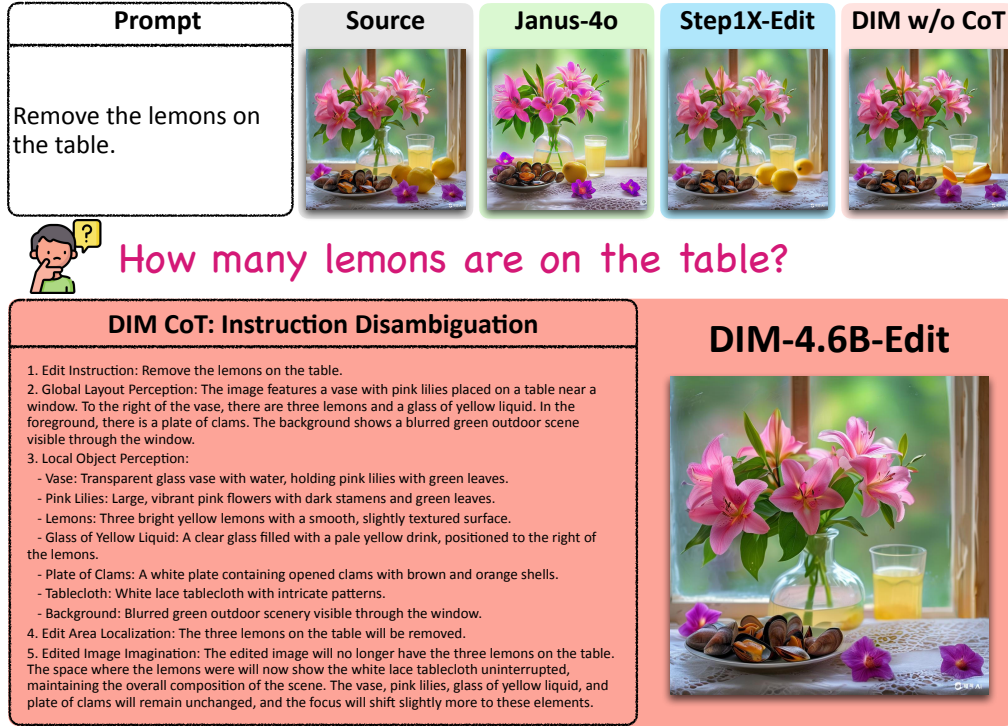 Prompt
Source
Janus-4o
Step1X-Edit
DIM w/o CoT
Remove the lemons on
the table.
?
How many lemons are on the table?
DIM CoT: Instruction Disambiguation
1. Edit Instruction: Remove the lemons on the table.
2. Global Layout Perception: The image features a vase with pink lilies placed on a table near a
window. To the right of the vase, there are three lemons and a glass of yellow liquid. In the
foreground, there is a plate of clams. The background shows a blurred green outdoor scene
visible through the window.
3. Local Object Perception:
- Vase: Transparent glass vase with water, holding pink lilies with green leaves.
- Pink Lilies: Large, vibrant pink flowers with dark stamens and green leaves.
- Lemons: Three bright yellow lemons with a smooth, slightly textured surface.
- Glass of Yellow Liquid: A clear glass filled with a pale yellow drink, positioned to the right of
the lemons.
- Plate of Clams: A white plate containing opened clams with brown and orange shells.
- Tablecloth: White lace tablecloth with intricate patterns.
- Background: Blurred green outdoor scenery visible through the window.
4. Edit Area Localization: The three lemons on the table will be removed.
5. Edited Image Imagination: The edited image will no longer have the three lemons on the table.
The space where the lemons were will now show the white lace tablecloth uninterrupted,
maintaining the overall composition of the scene. The vase, pink lilies, glass of yellow liquid, and
plate of clams will remain unchanged, and the focus will shift slightly more to these elements.
DIM-4.6B-Edit